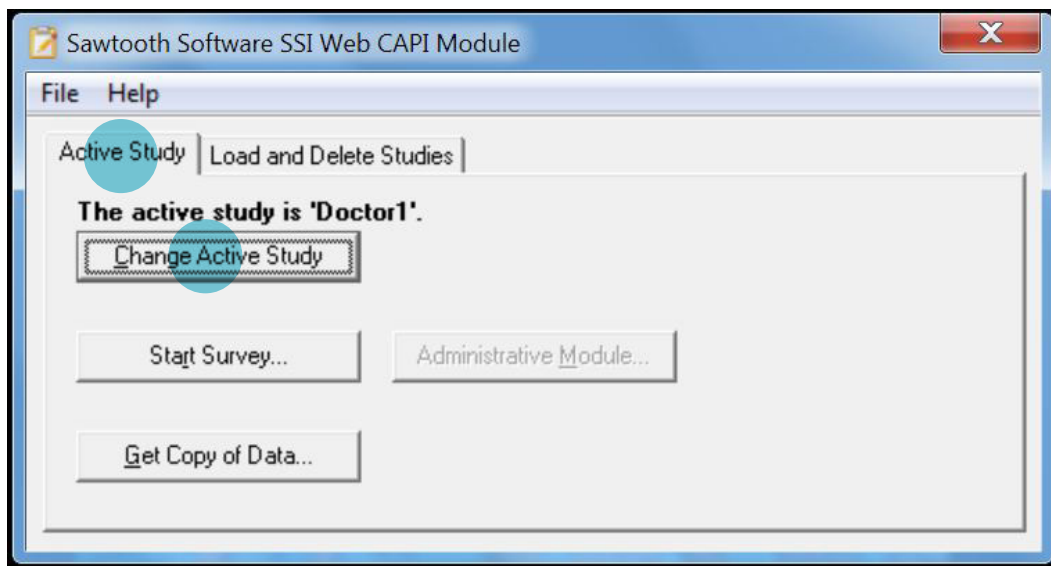 Sawtooth Software SSI Web CAPI Module
File Help
Active Study Load and Delete Studies
The active study is 'Doctor1'.
Change Active Study
Start Survey... Administrative Module...
Get Copy of Data...